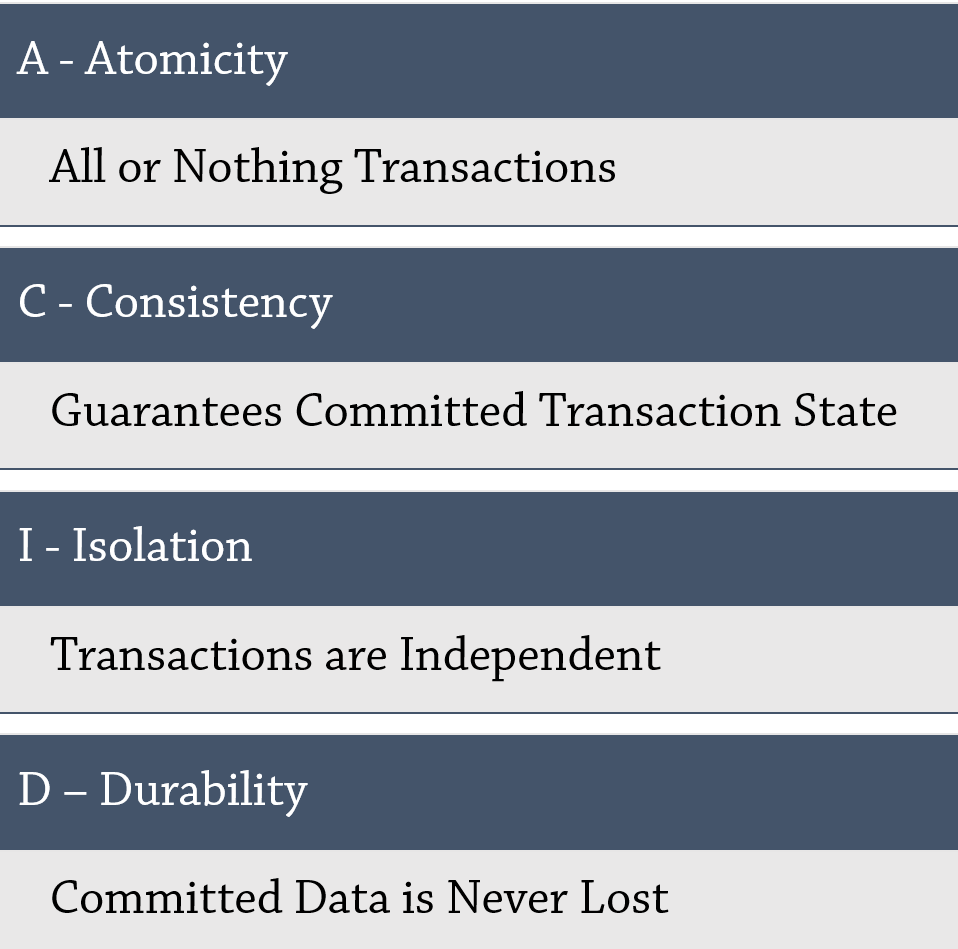 A - Atomicity
All or Nothing Transactions
C - Consistency
Guarantees Committed Transaction State
I - Isolation
Transactions are Independent
D – Durability
Committed Data is Never Lost